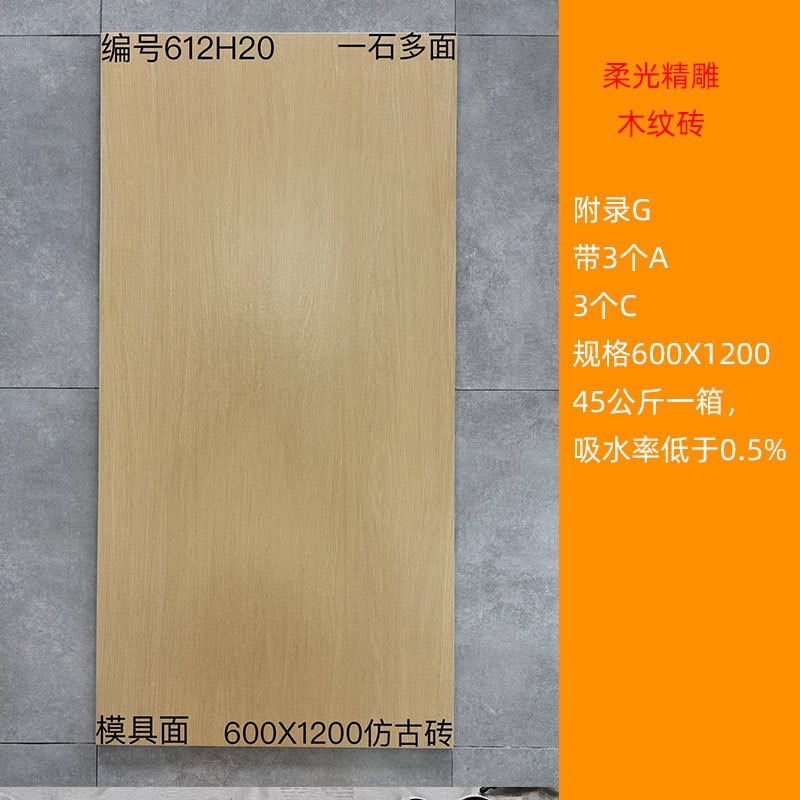 编号612H20 一石多面
柔光精雕
木纹砖
附录G
带3个A
3个C
规格600X1200
45公斤一箱，
吸水率低于0.5%
模具面 600X1200仿古砖